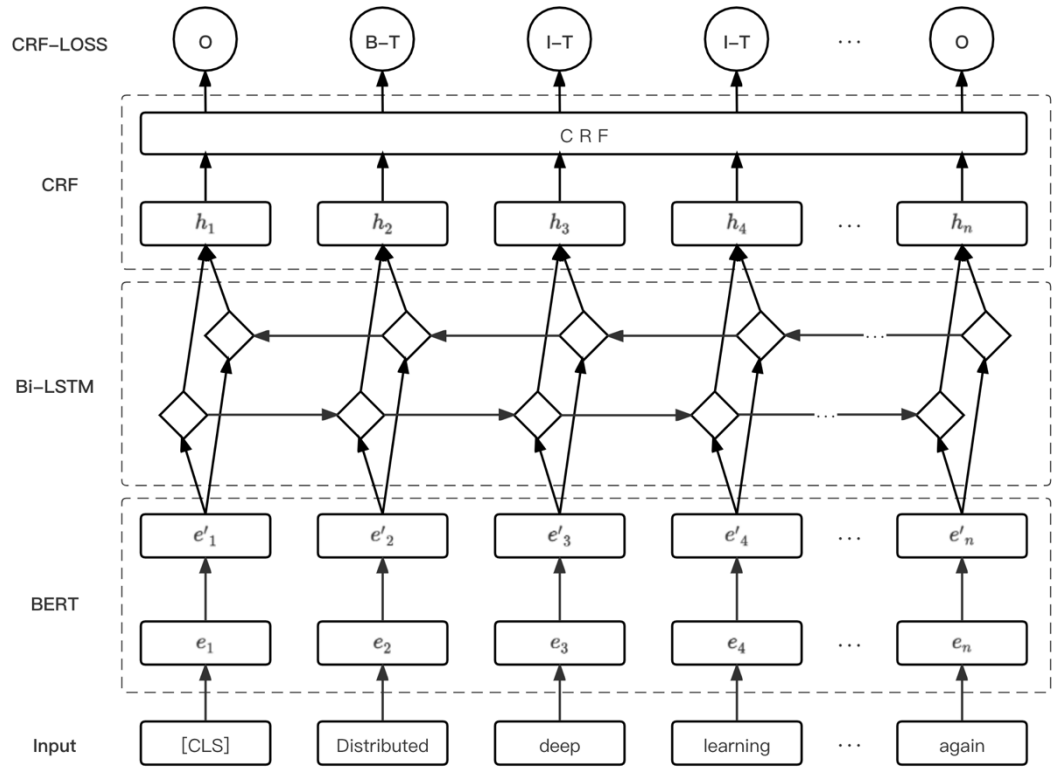 CRF-LOSS O B-T I-T I-T ... O
C R F
CRF
h₁ h₂ h₃ h₄ ... hₙ
...
Bi-LSTM
...
e'₁ e'₂ e'₃ e'₄ ... e'ₙ
BERT
e₁ e₂ e₃ e₄ ... eₙ
Input [CLS] Distributed deep learning ... again